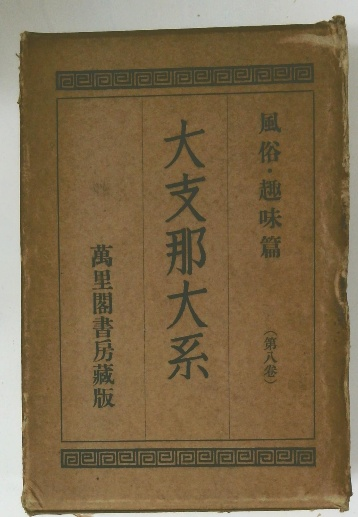 風俗・趣味篇
（第八卷）
大支那大系
萬里閣書房藏版